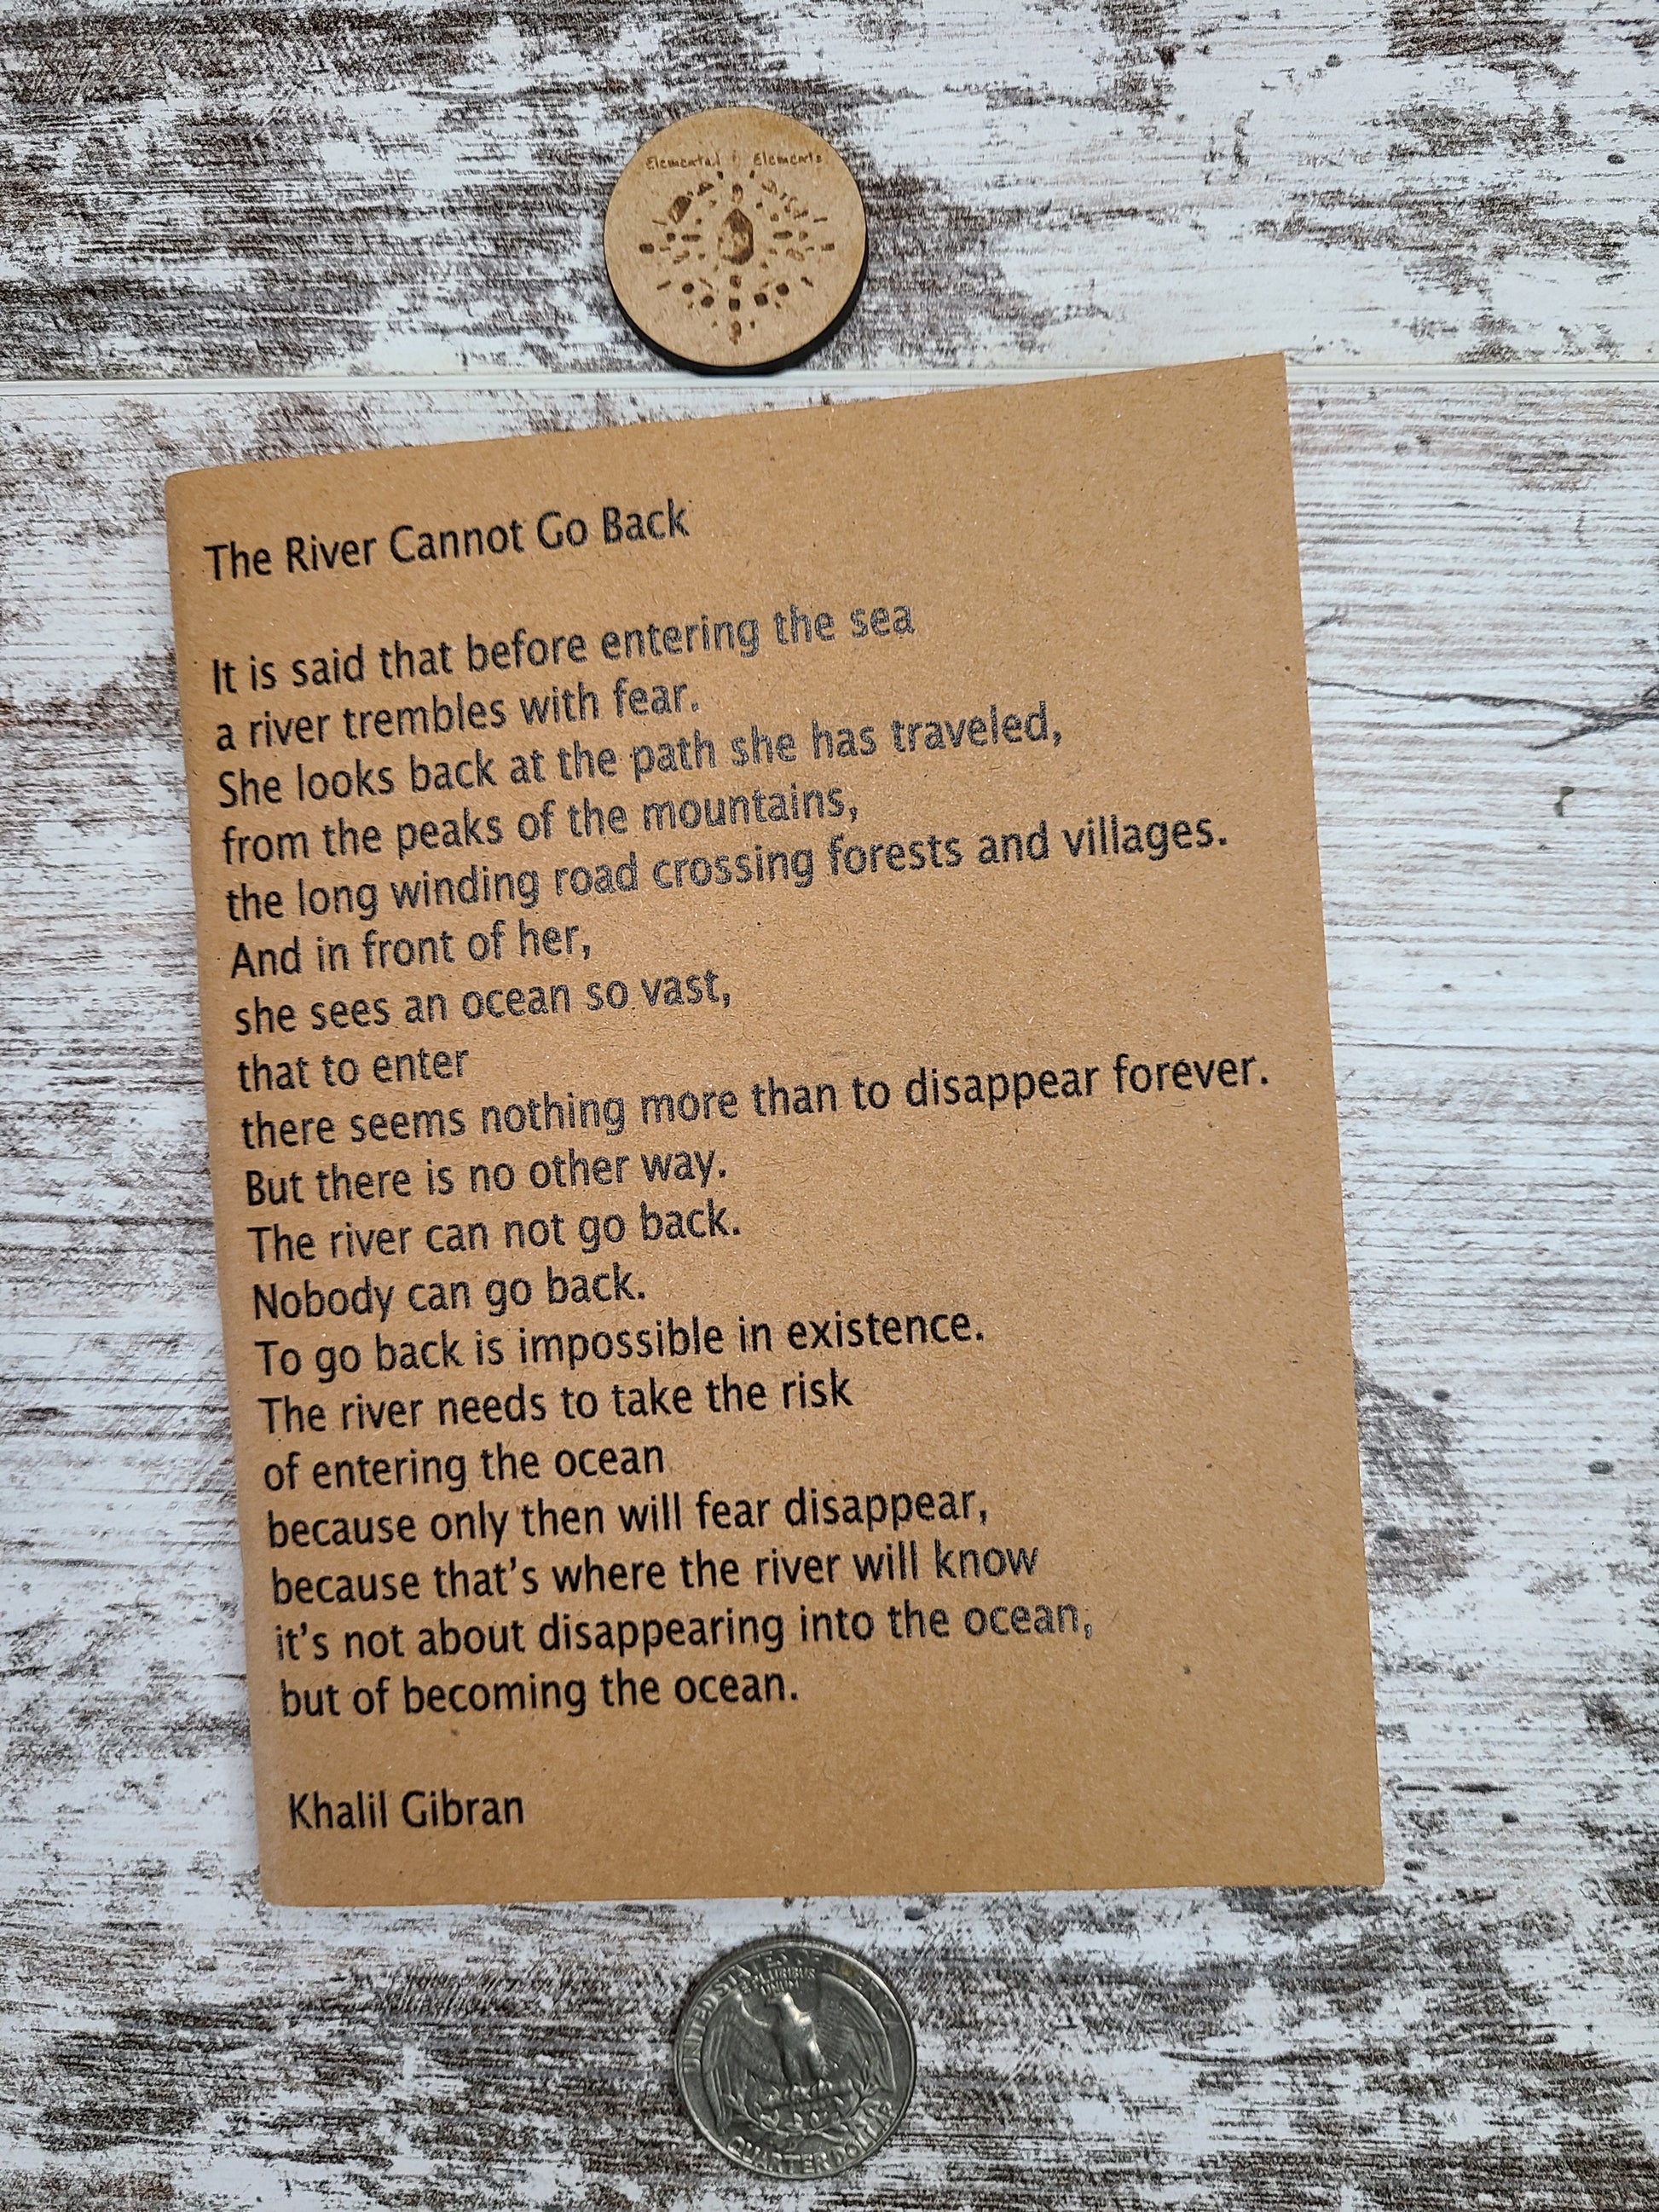 Elemental Elements
The River Cannot Go Back
It is said that before entering the sea
a river trembles with fear.
She looks back at the path she has traveled,
from the peaks of the mountains,
the long winding road crossing forests and villages.
And in front of her,
she sees an ocean so vast,
that to enter
there seems nothing more than to disappear forever.
But there is no other way.
The river can not go back.
Nobody can go back.
To go back is impossible in existence.
The river needs to take the risk
of entering the ocean
because only then will fear disappear,
because that's where the river will know
it's not about disappearing into the ocean,
but of becoming the ocean.
Khalil Gibran
UNITED STATES OF AMERICA
E PLURIBUS
UNUM
QUARTER DOLLAR